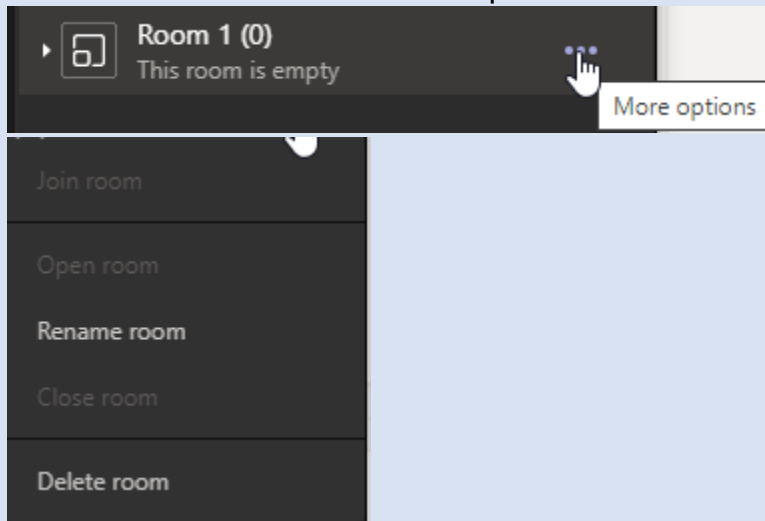 Room 1 (0)
This room is empty
More options
Join room
Open room
Rename room
Close room
Delete room